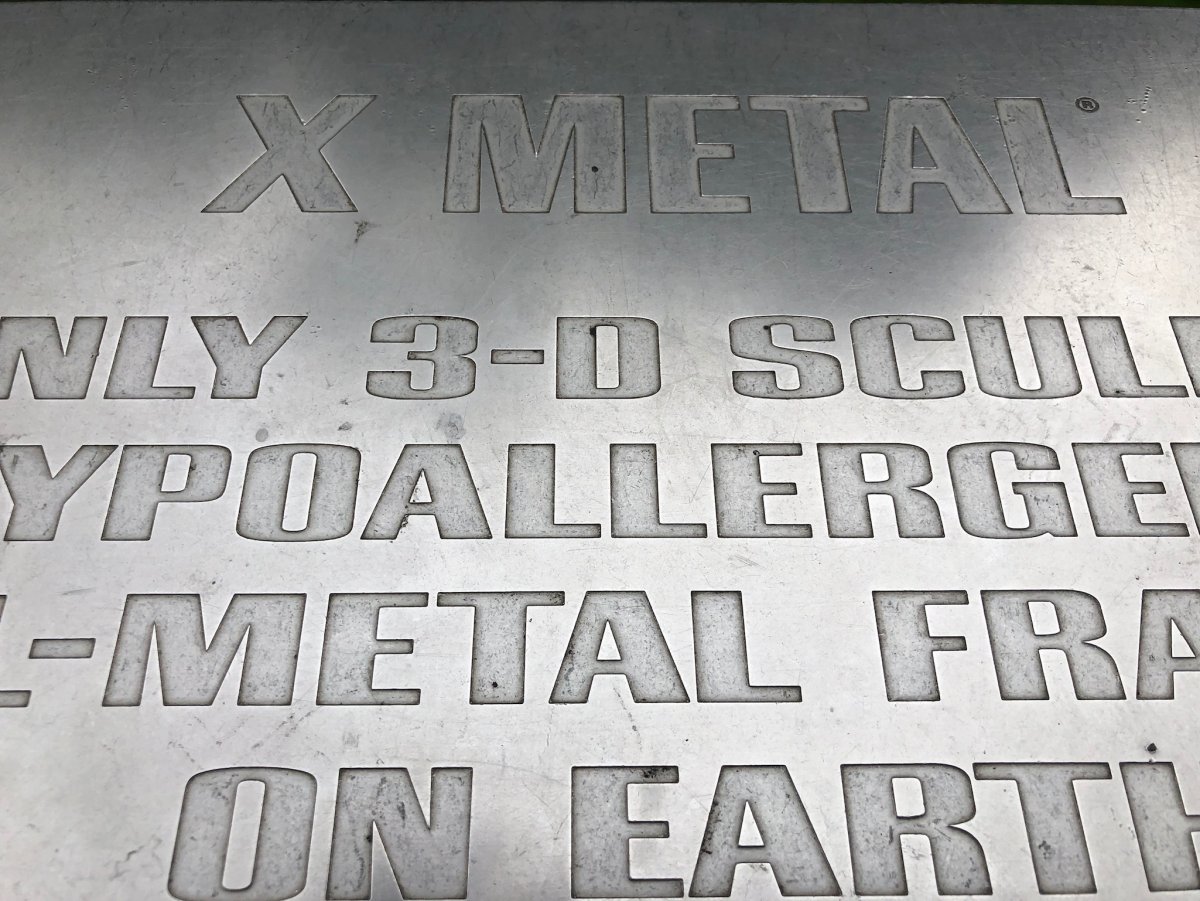 X METAL®
NLY 3-D SCUL
YPOALLERGE
L-METAL FRA
ON EARTH